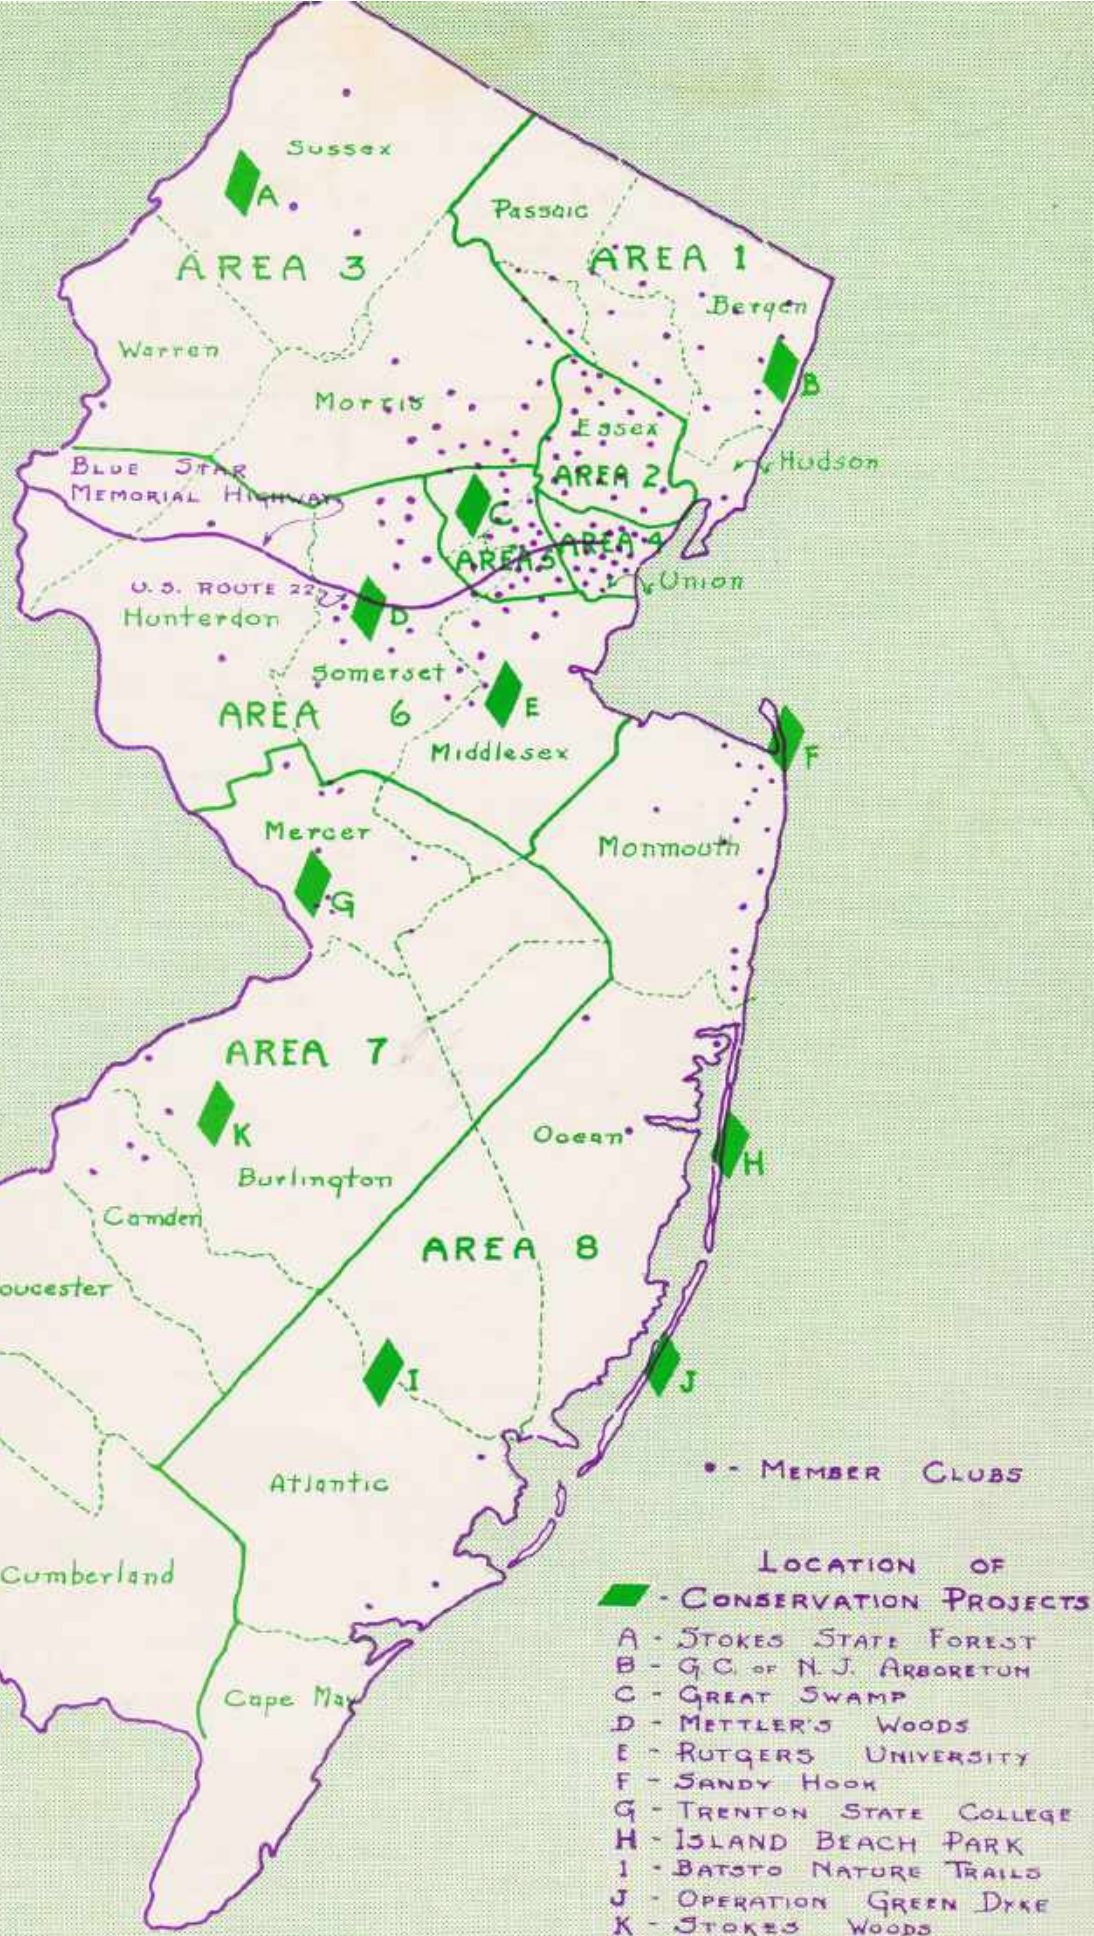 Sussex
A
Passaic
AREA 1
AREA 3
Bergen
Warren
B
Morris
Essex
Hudson
BLUE STAR
MEMORIAL HIGHWAY
AREA 2
C
AREA 4
AREA 5
Union
U.S. ROUTE 22
Hunterdon
D
Somerset
E
AREA 6
Middlesex
F
Mercer
Monmouth
G
AREA 7
K
Ocean
H
Burlington
Camden
AREA 8
oucester
I
J
Atlantic
• - MEMBER CLUBS
LOCATION OF
- CONSERVATION PROJECTS
Cumberland
Cape May
A - STOKES STATE FOREST
B - G.C. OF N.J. ARBORETUM
C - GREAT SWAMP
D - METTLER'S WOODS
E - RUTGERS UNIVERSITY
F - SANDY HOOK
G - TRENTON STATE COLLEGE
H - ISLAND BEACH PARK
I - BATSTO NATURE TRAILS
J - OPERATION GREEN DYKE
K - STOKES WOODS